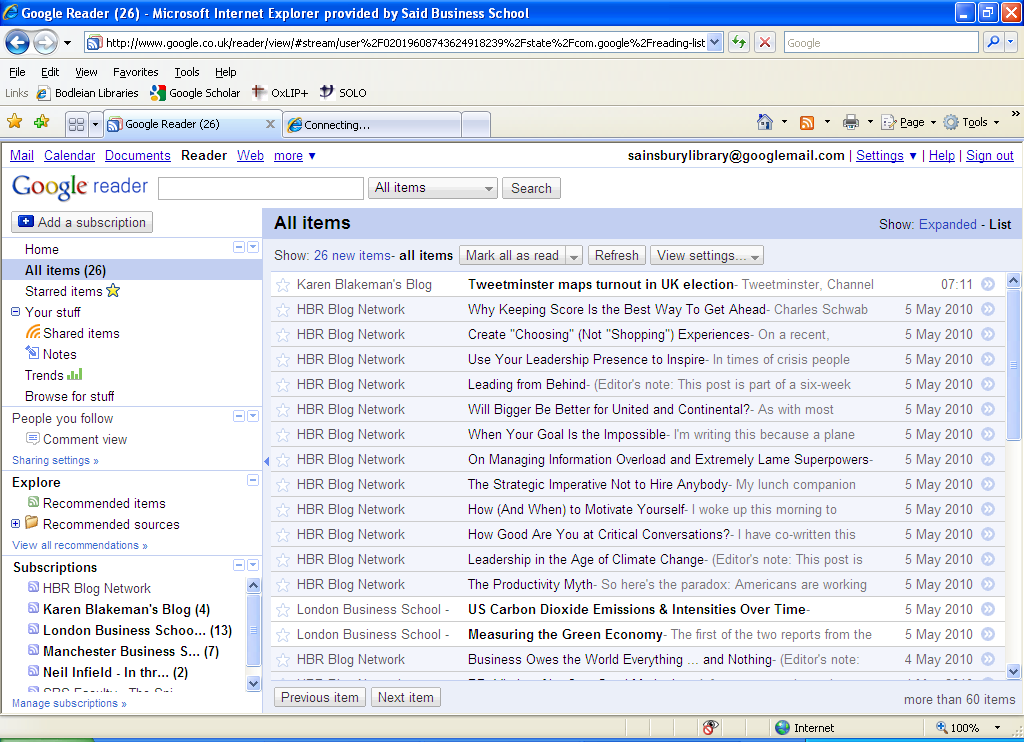 Google Reader (26) - Microsoft Internet Explorer provided by Said Business School
http://www.google.co.uk/reader/view/#stream/user%2F02019608743624918239%2Fstate%2Fcom.google%2Freading-list
Google
File Edit View Favorites Tools Help
Links Bodleian Libraries Google Scholar OxLIP+ SOLO
Google Reader (26) Connecting... Page Tools »
Mail Calendar Documents Reader Web more ▼ sainsburylibrary@googlemail.com | Settings ▼ | Help | Sign out
Google reader All items Search
Add a subscription
Home
All items (26)
Starred items
Your stuff
Shared items
Notes
Trends
Browse for stuff
People you follow
Comment view
Sharing settings »
Explore
Recommended items
Recommended sources
View all recommendations »
Subscriptions
HBR Blog Network
Karen Blakeman's Blog (4)
London Business Schoo... (13)
Manchester Business S... (7)
Neil Infield - In thr... (2)
Manage subscriptions »
All items Show: Expanded - List
Show: 26 new items- all items Mark all as read Refresh View settings...
Karen Blakeman's Blog Tweetminster maps turnout in UK election- Tweetminster, Channel 07:11
HBR Blog Network Why Keeping Score Is the Best Way To Get Ahead- Charles Schwab 5 May 2010
HBR Blog Network Create "Choosing" (Not "Shopping") Experiences- On a recent, 5 May 2010
HBR Blog Network Use Your Leadership Presence to Inspire- In times of crisis people 5 May 2010
HBR Blog Network Leading from Behind- (Editor's note: This post is part of a six-week 5 May 2010
HBR Blog Network Will Bigger Be Better for United and Continental?- As with most 5 May 2010
HBR Blog Network When Your Goal Is the Impossible- I'm writing this because a plane 5 May 2010
HBR Blog Network On Managing Information Overload and Extremely Lame Superpowers- 5 May 2010
HBR Blog Network The Strategic Imperative Not to Hire Anybody- My lunch companion 5 May 2010
HBR Blog Network How (And When) to Motivate Yourself- I woke up this morning to 5 May 2010
HBR Blog Network How Good Are You at Critical Conversations?- I have co-written this 5 May 2010
HBR Blog Network Leadership in the Age of Climate Change- (Editor's note: This post is 5 May 2010
HBR Blog Network The Productivity Myth- So here's the paradox: Americans are working 5 May 2010
London Business School - US Carbon Dioxide Emissions & Intensities Over Time- 5 May 2010
London Business School - Measuring the Green Economy- The first of the two reports from the 5 May 2010
HBR Blog Network Business Owes the World Everything ... and Nothing- (Editor's note: 4 May 2010
Previous item Next item more than 60 items
Internet 100%